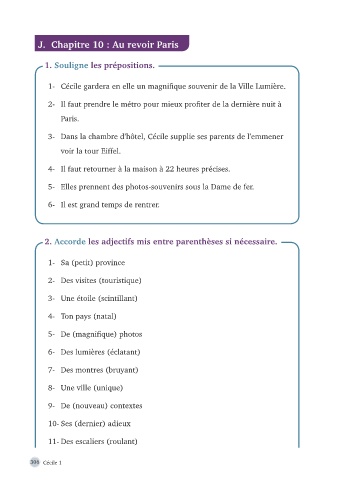 J. Chapitre 10 : Au revoir Paris
1. Souligne les prépositions.
1- Cécile gardera en elle un magnifique souvenir de la Ville Lumière.
2- Il faut prendre le métro pour mieux profiter de la dernière nuit à
Paris.
3- Dans la chambre d'hôtel, Cécile supplie ses parents de l'emmener
voir la tour Eiffel.
4- Il faut retourner à la maison à 22 heures précises.
5- Elles prennent des photos-souvenirs sous la Dame de fer.
6- Il est grand temps de rentrer.
2. Accorde les adjectifs mis entre parenthèses si nécessaire.
1- Sa (petit) province
2- Des visites (touristique)
3- Une étoile (scintillant)
4- Ton pays (natal)
5- De (magnifique) photos
6- Des lumières (éclatant)
7- Des montres (bruyant)
8- Une ville (unique)
9- De (nouveau) contextes
10- Ses (dernier) adieux
11- Des escaliers (roulant)
306 Cécile 1